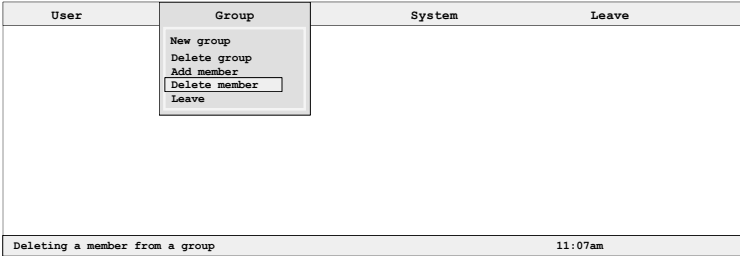 User Group System Leave
New group
Delete group
Add member
Delete member
Leave
Deleting a member from a group 11:07am